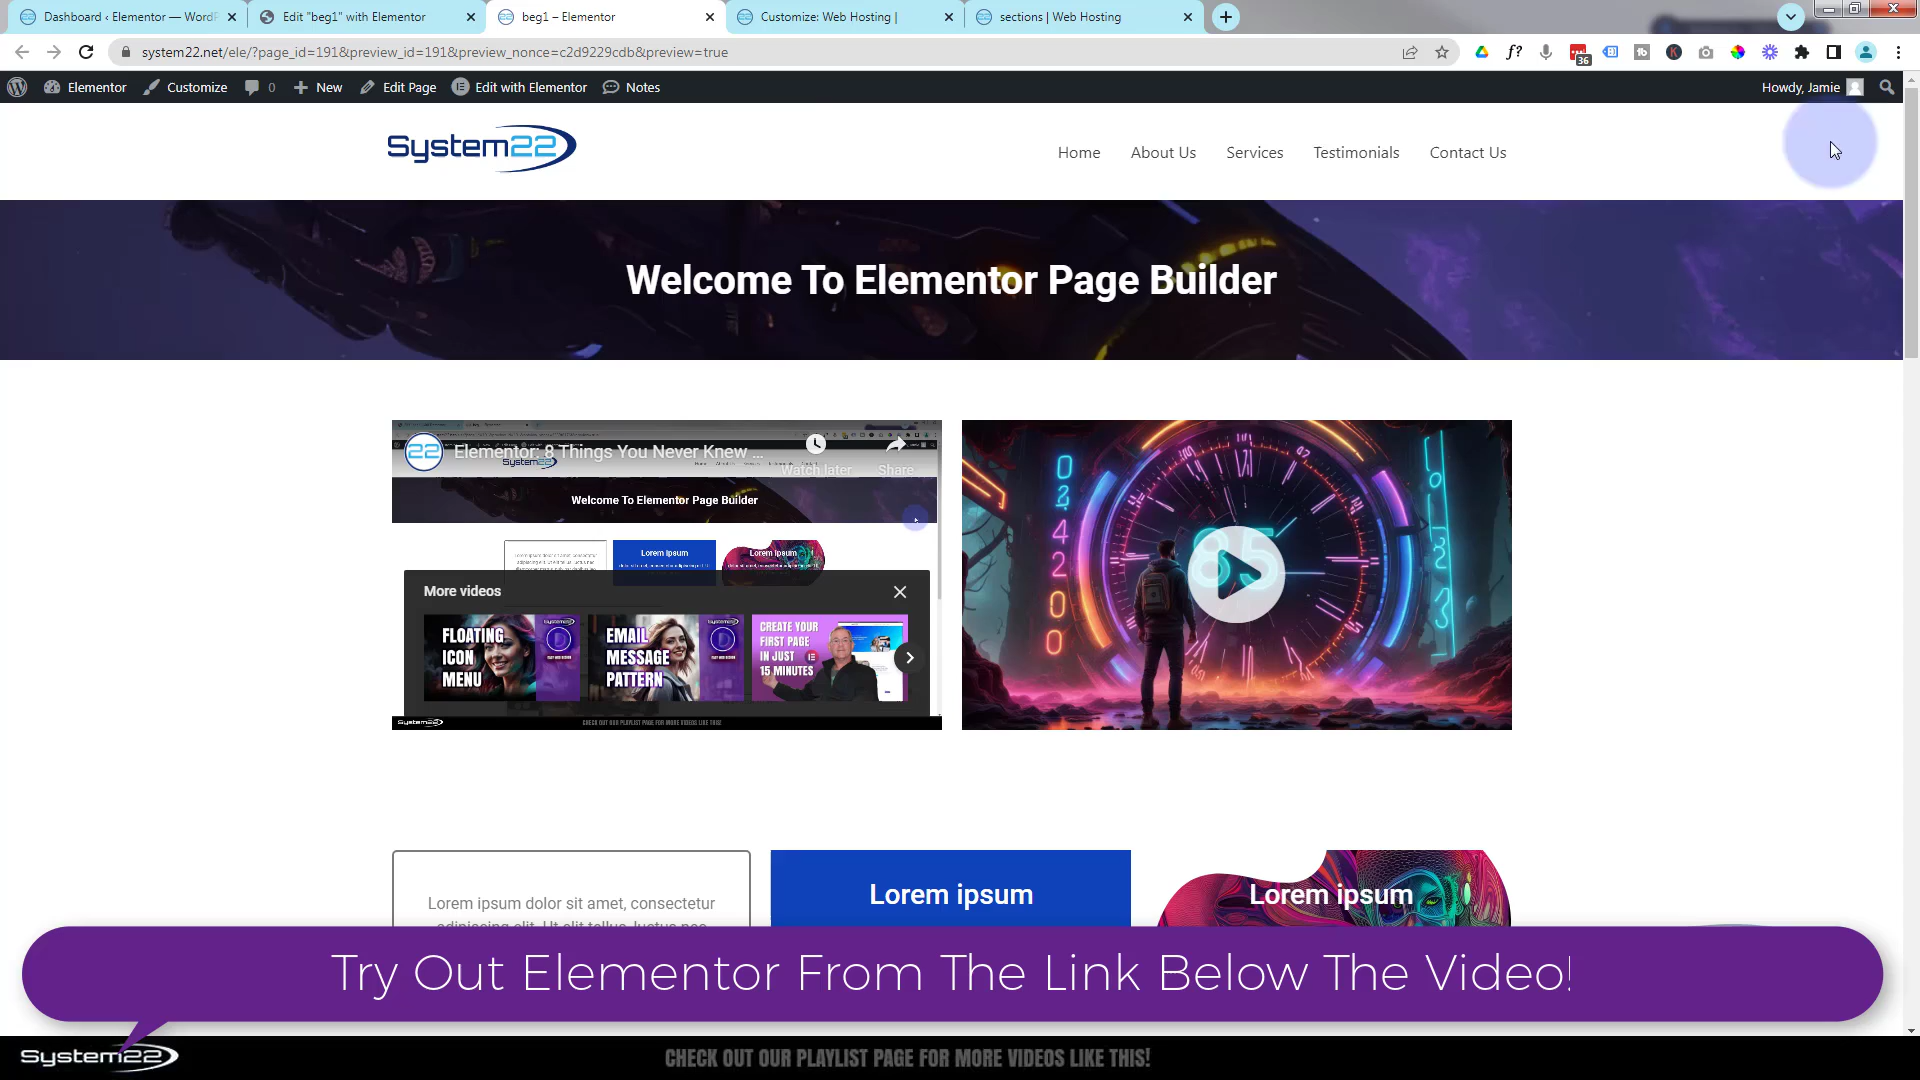 Dashboard ‹ Elementor — WordP
Edit "beg1" with Elementor
beg1 – Elementor
Customize: Web Hosting |
sections | Web Hosting
system22.net/ele/?page_id=191&preview_id=191&preview_nonce=c2d9229cdb&preview=true
36
Elementor
Customize
0
New
Edit Page
Edit with Elementor
Notes
Howdy, Jamie
System22
Home
About Us
Services
Testimonials
Contact Us
Welcome To Elementor Page Builder
22
Elementor: 8 Things You Never Knew ...
Watch later
Share
System22
Welcome To Elementor Page Builder
Lorem ipsum
Lorem ipsum
More videos
FLOATING
ICON
MENU
EMAIL
MESSAGE
PATTERN
CREATE YOUR
FIRST PAGE
IN JUST
15 MINUTES
System22
CHECK OUT OUR PLAYLIST PAGE FOR MORE VIDEOS LIKE THIS!
Lorem ipsum dolor sit amet, consectetur
adipiscing elit. Ut elit tellus, luctus nec
Lorem ipsum
Lorem ipsum
Try Out Elementor From The Link Below The Video!
System22
CHECK OUT OUR PLAYLIST PAGE FOR MORE VIDEOS LIKE THIS!